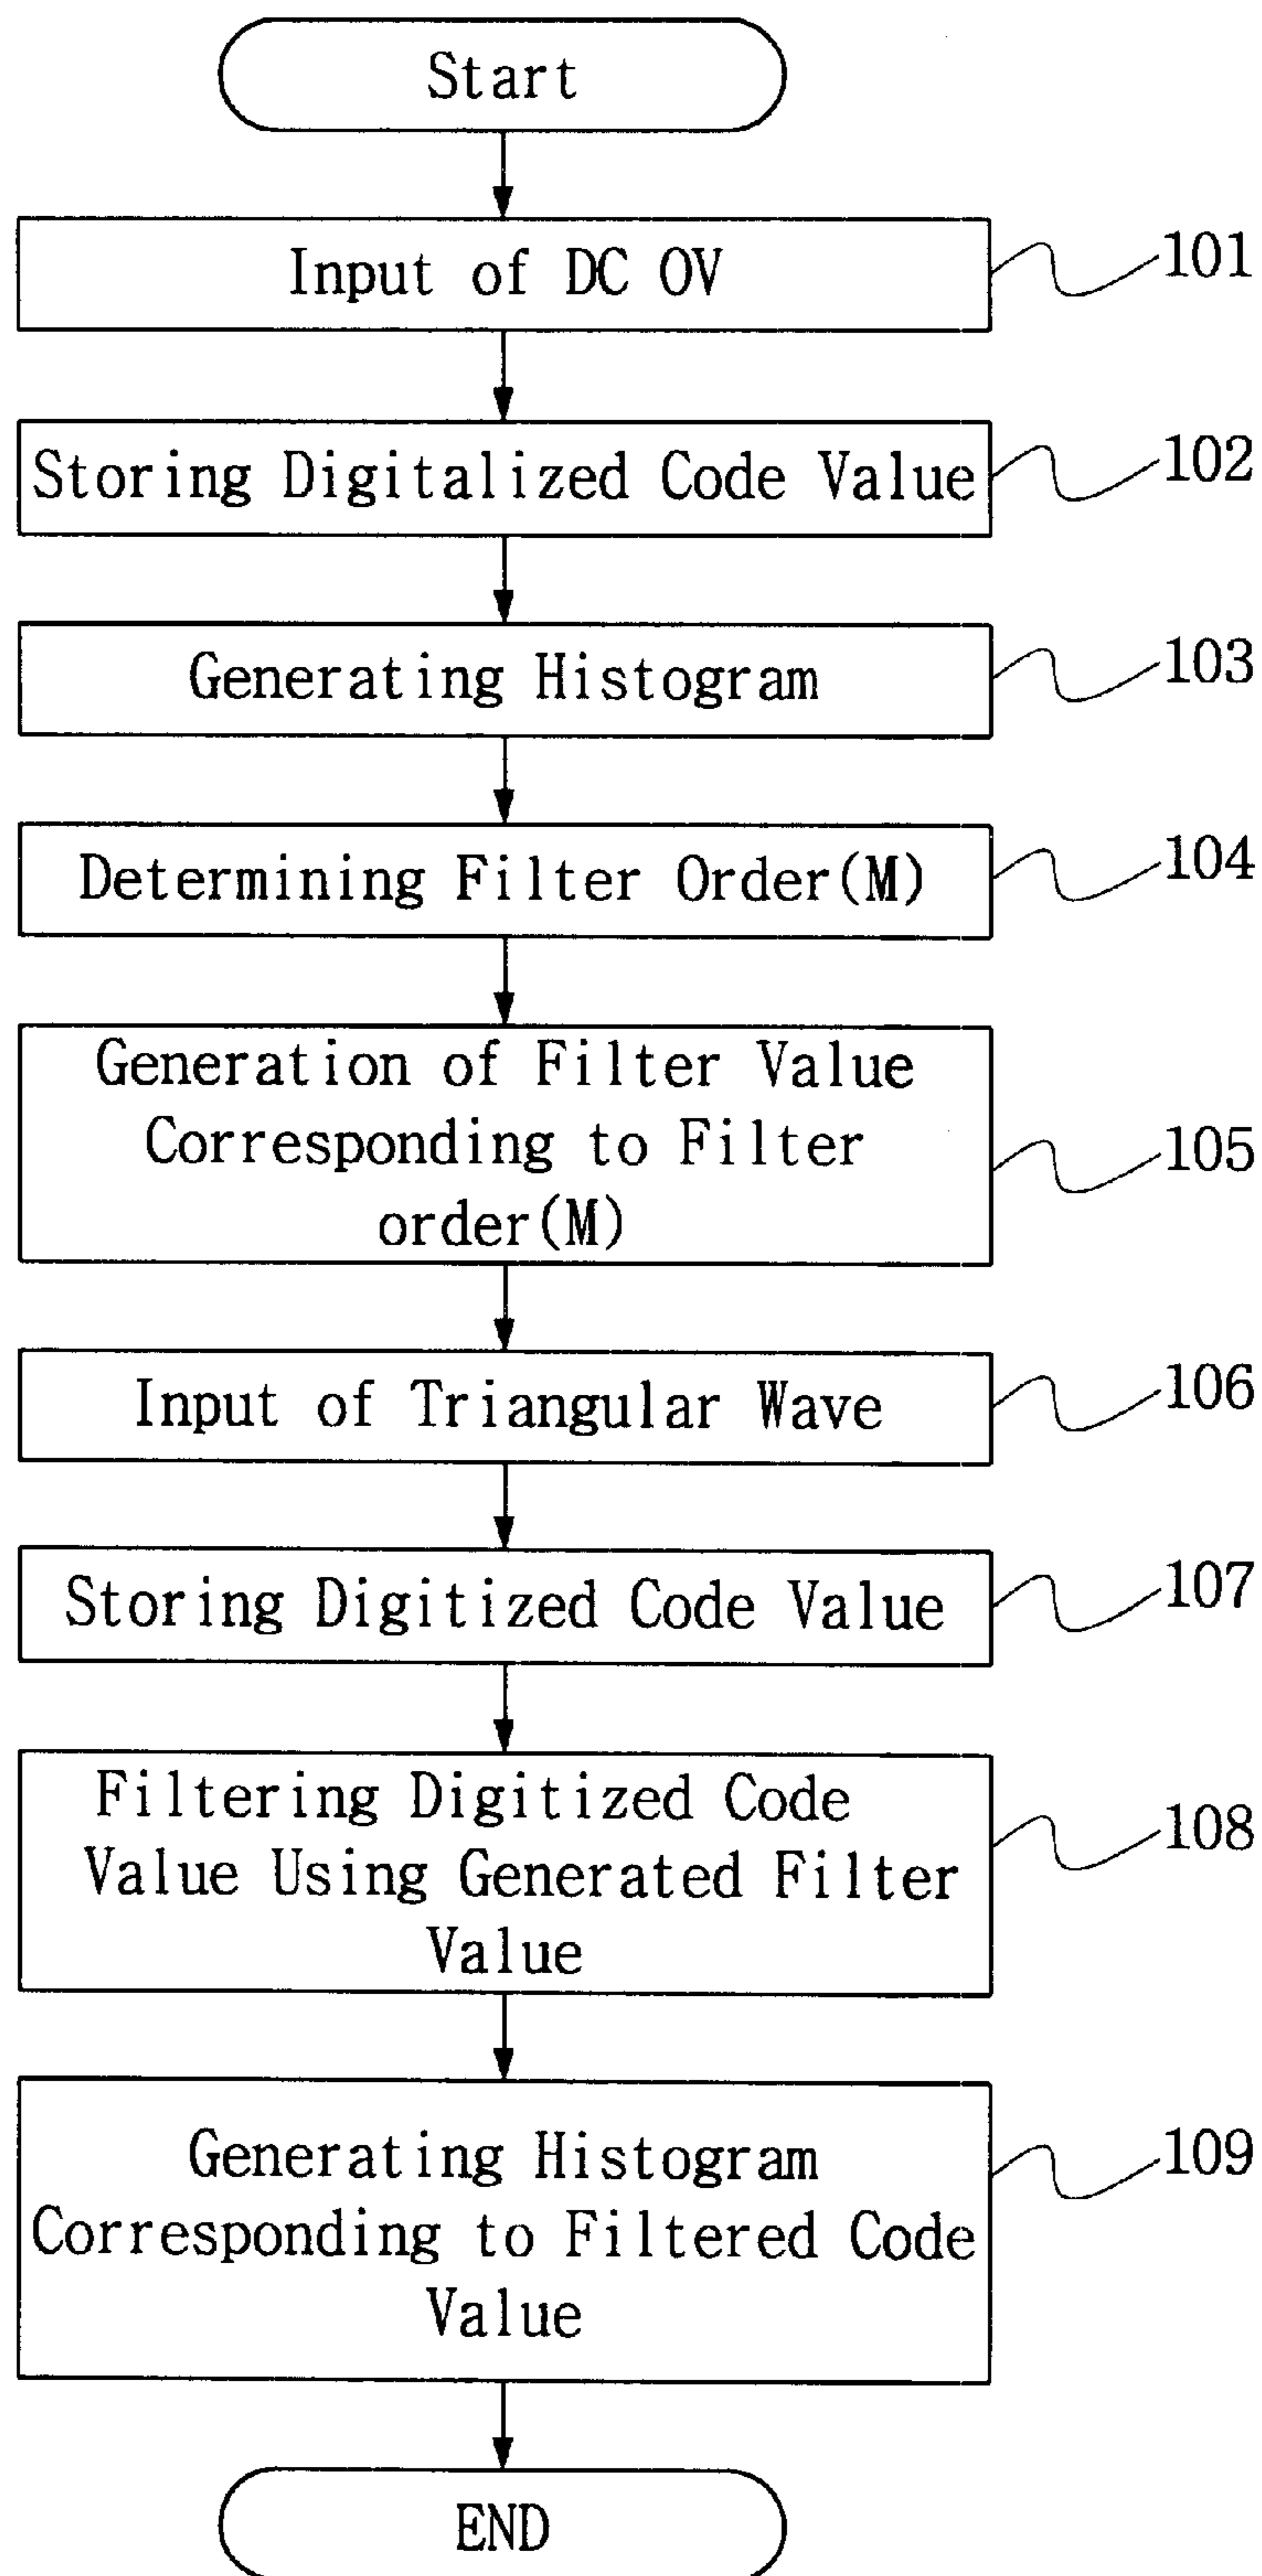 Start
Input of DC OV
101
Storing Digitalized Code Value
102
Generating Histogram
103
Determining Filter Order(M)
104
Generation of Filter Value
Corresponding to Filter
order(M)
105
Input of Triangular Wave
106
Storing Digitized Code Value
107
Filtering Digitized Code
Value Using Generated Filter
Value
108
Generating Histogram
Corresponding to Filtered Code
Value
109
END